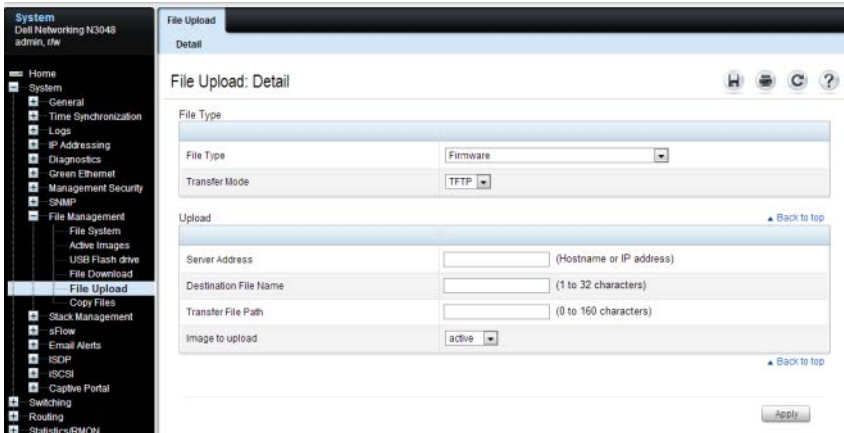 System
Dell Networking N3048
admin, r/w
Home
System
General
Time Synchronization
Logs
IP Addressing
Diagnostics
Green Ethernet
Management Security
SNMP
File Management
File System
Active Images
USB Flash drive
File Download
File Upload
Copy Files
Stack Management
sFlow
Email Alerts
ISDP
iSCSI
Captive Portal
Switching
Routing
Statistics/RMON
File Upload
Detail
File Upload: Detail
File Type
File Type Firmware
Transfer Mode TFTP
Upload Back to top
Server Address (Hostname or IP address)
Destination File Name (1 to 32 characters)
Transfer File Path (0 to 160 characters)
Image to upload active
Back to top
Apply